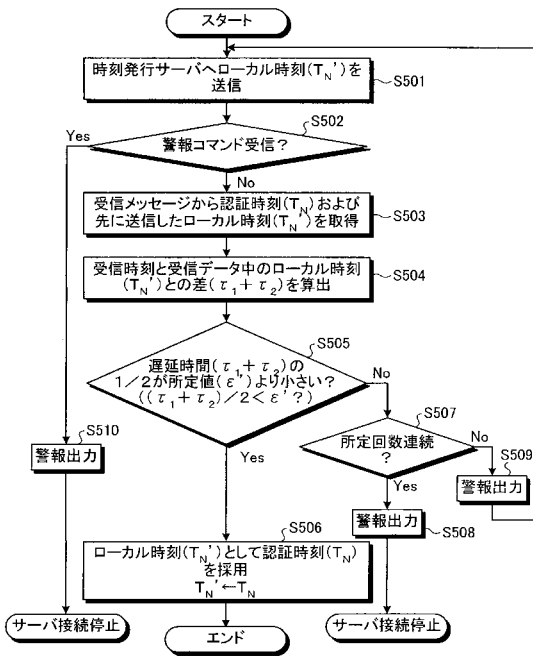 スタート
時刻発行サーバへローカル時刻(TN')を
送信
S501
S502
Yes
警報コマンド受信?
No
受信メッセージから認証時刻(TN)および
先に送信したローカル時刻(TN')を取得
S503
受信時刻と受信データ中のローカル時刻
(TN')との差(τ1+τ2)を算出
S504
S505
遅延時間(τ1+τ2)の
1/2が所定値(ε')より小さい?
((τ1+τ2)/2<ε'?)
No
S507
所定回数連続
?
No
S510
警報出力
Yes
Yes
S509
警報出力
警報出力
S508
S506
ローカル時刻(TN')として認証時刻(TN)
を採用
TN'←TN
サーバ接続停止
エンド
サーバ接続停止